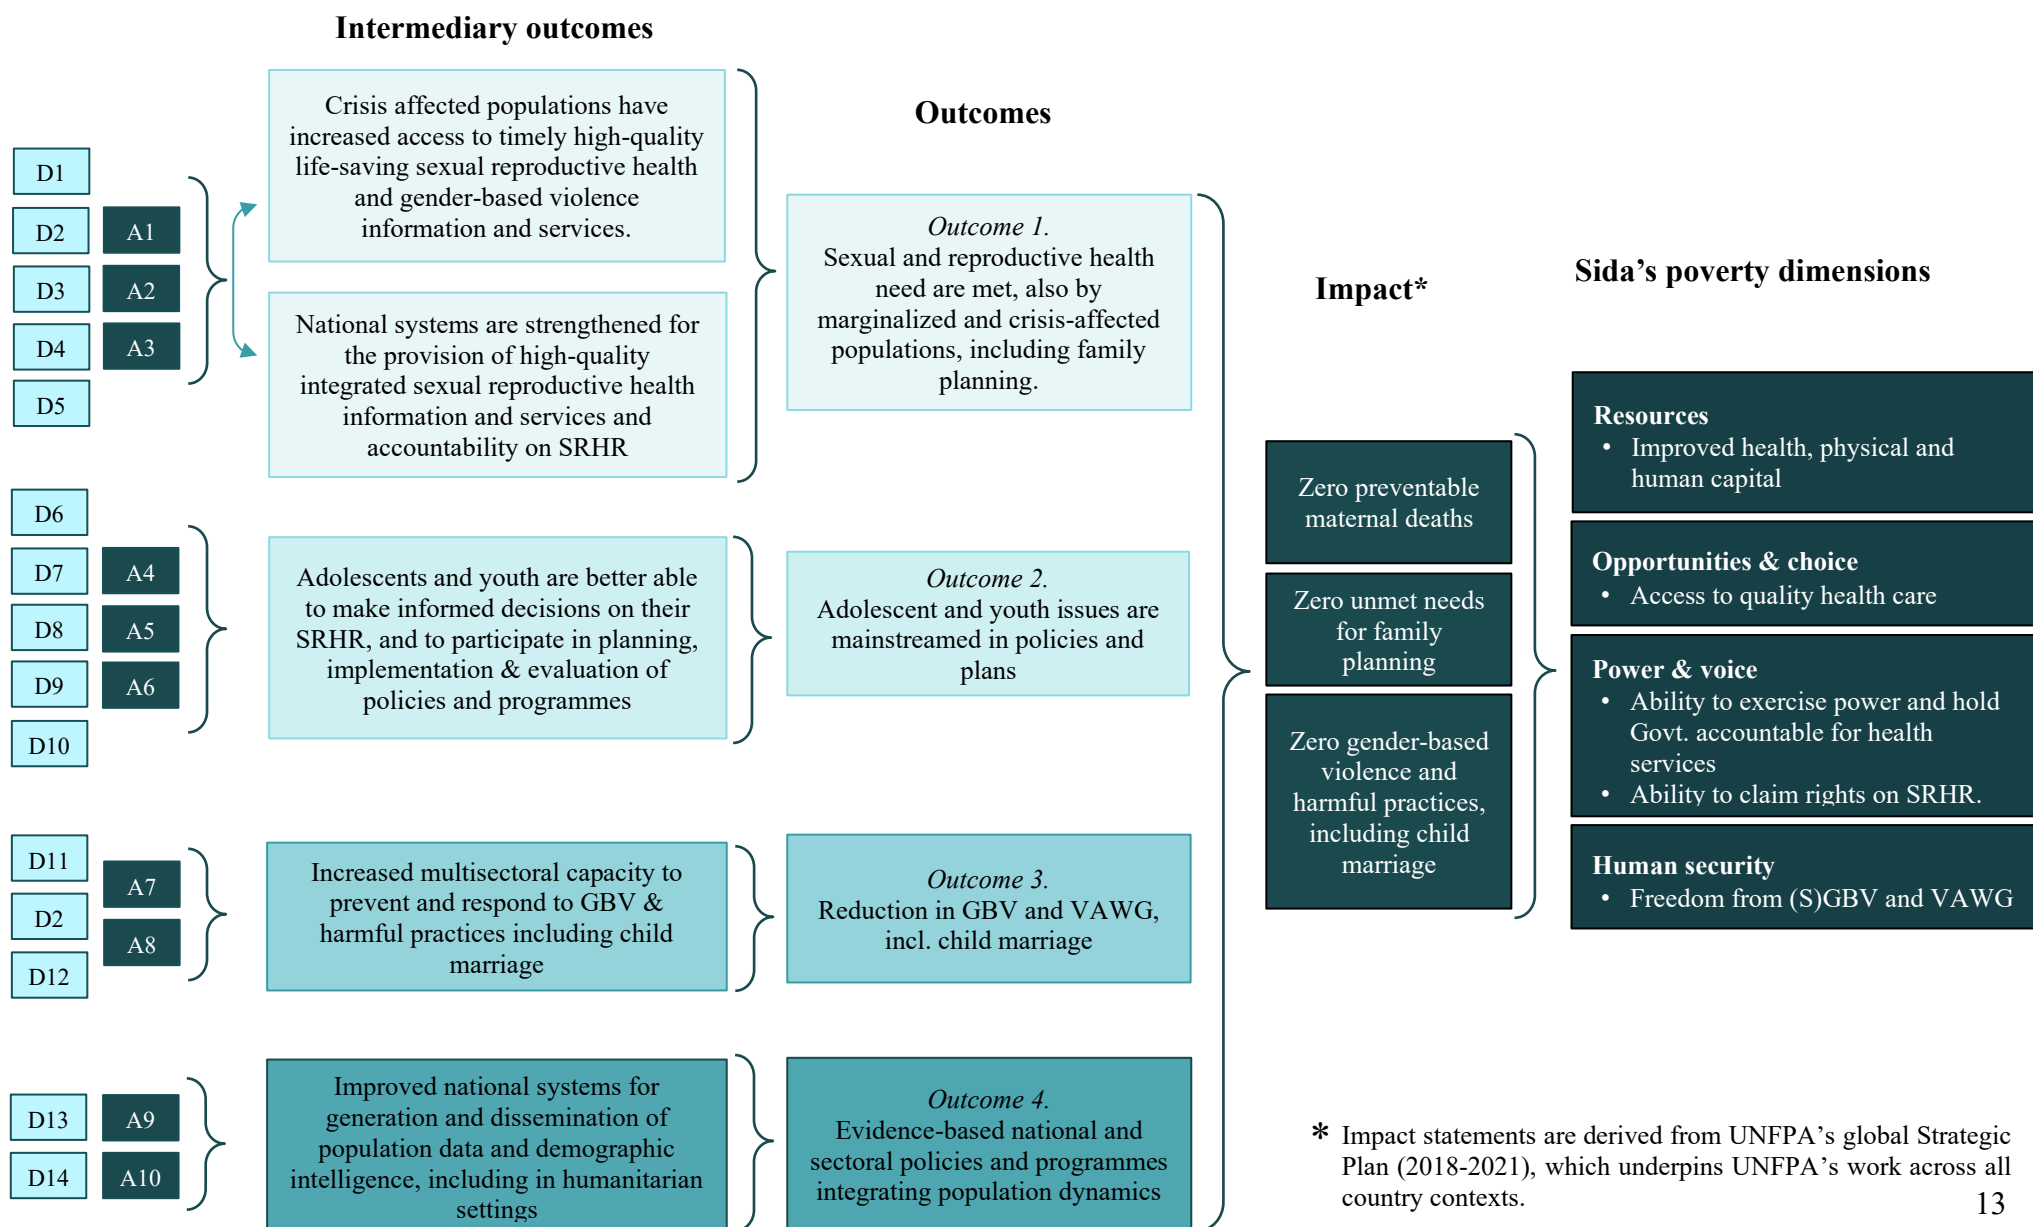 Intermediary outcomes
Outcomes
Impact*
Sida’s poverty dimensions
D1
D2
D3
D4
D5
A1
A2
A3
Crisis affected populations have
increased access to timely high-quality
life-saving sexual reproductive health
and gender-based violence
information and services.
National systems are strengthened for
the provision of high-quality
integrated sexual reproductive health
information and services and
accountability on SRHR
Outcome 1.
Sexual and reproductive health
need are met, also by
marginalized and crisis-affected
populations, including family
planning.
D6
D7
D8
D9
D10
A4
A5
A6
Adolescents and youth are better able
to make informed decisions on their
SRHR, and to participate in planning,
implementation & evaluation of
policies and programmes
Outcome 2.
Adolescent and youth issues are
mainstreamed in policies and
plans
D11
D2
D12
A7
A8
Increased multisectoral capacity to
prevent and respond to GBV &
harmful practices including child
marriage
Outcome 3.
Reduction in GBV and VAWG,
incl. child marriage
D13
D14
A9
A10
Improved national systems for
generation and dissemination of
population data and demographic
intelligence, including in humanitarian
settings
Outcome 4.
Evidence-based national and
sectoral policies and programmes
integrating population dynamics
Zero preventable
maternal deaths
Zero unmet needs
for family
planning
Zero gender-based
violence and
harmful practices,
including child
marriage
Resources
• Improved health, physical and
human capital
Opportunities & choice
• Access to quality health care
Power & voice
• Ability to exercise power and hold
Govt. accountable for health
services
• Ability to claim rights on SRHR.
Human security
• Freedom from (S)GBV and VAWG
* Impact statements are derived from UNFPA’s global Strategic
Plan (2018-2021), which underpins UNFPA’s work across all
country contexts.
13